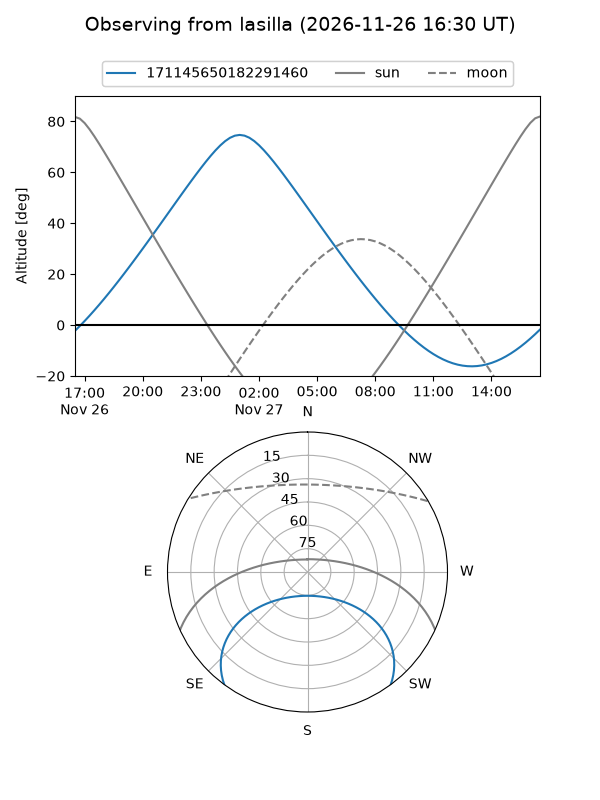 Observing from lasilla (2026-11-26 16:30 UT)
171145650182291460 sun moon
80
60
40
20
0
−20
Altitude [deg]
17:00 20:00 23:00 02:00 05:00 08:00 11:00 14:00
Nov 26 Nov 27
N
NE NW
15
30
45
60
75
E W
SE SW
S